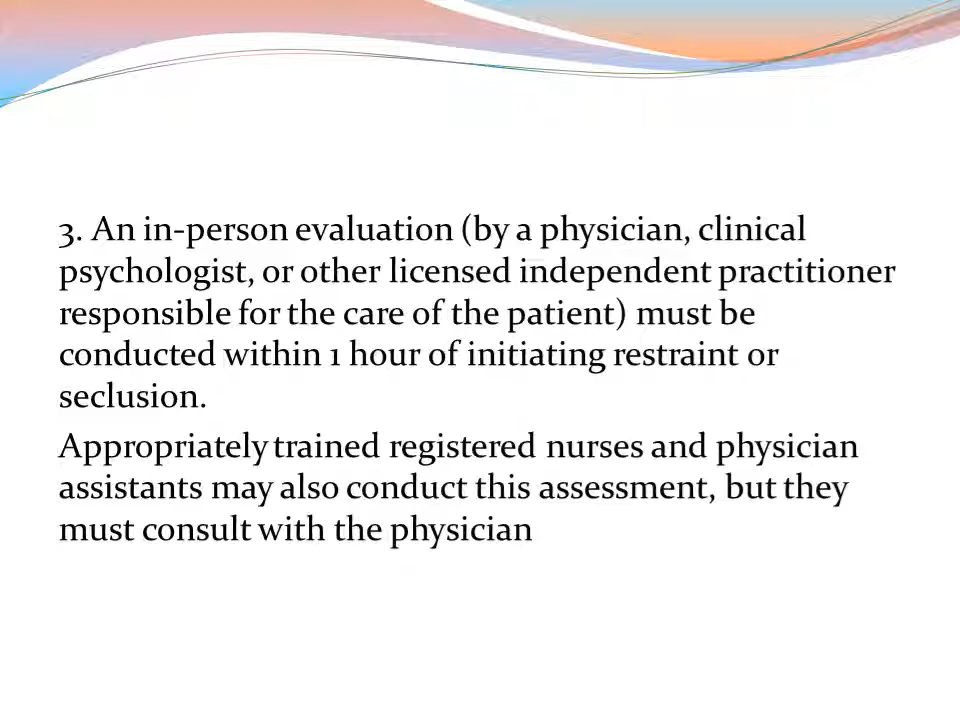 3. An in-person evaluation (by a physician, clinical
psychologist, or other licensed independent practitioner
responsible for the care of the patient) must be
conducted within 1 hour of initiating restraint or
seclusion.
Appropriately trained registered nurses and physician
assistants may also conduct this assessment, but they
must consult with the physician